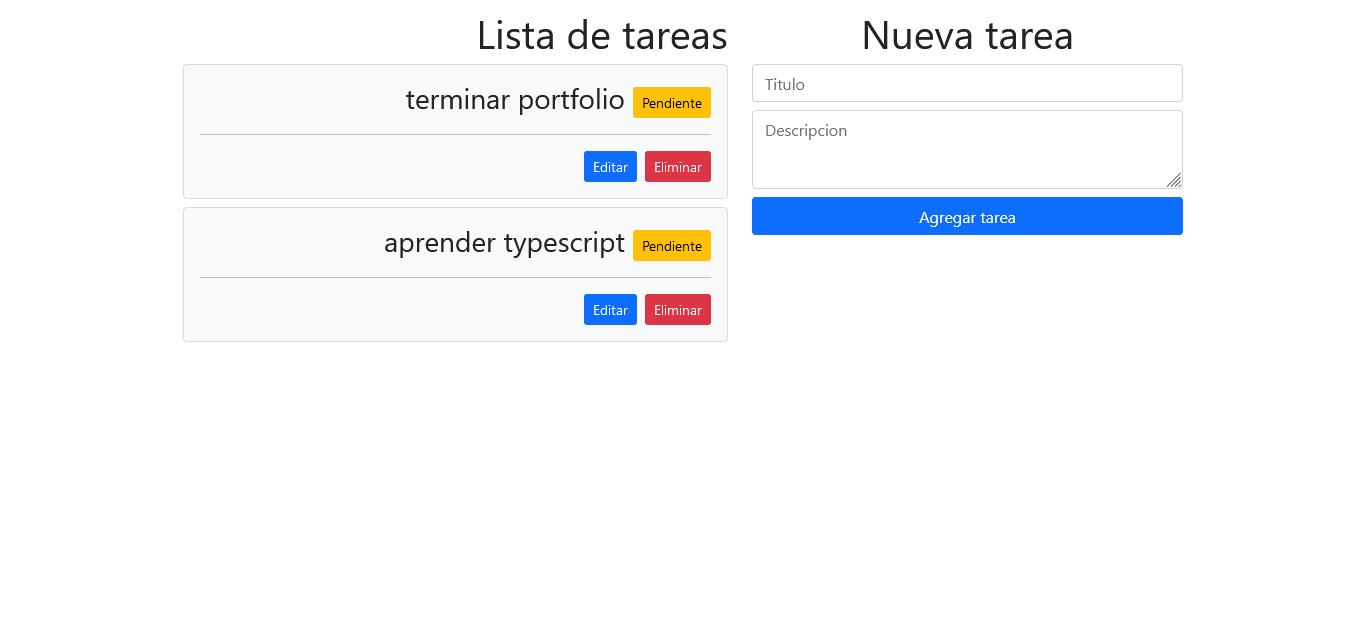 Lista de tareas
terminar portfolio Pendiente
Editar Eliminar
aprender typescript Pendiente
Editar Eliminar
Nueva tarea
Titulo
Descripcion
Agregar tarea